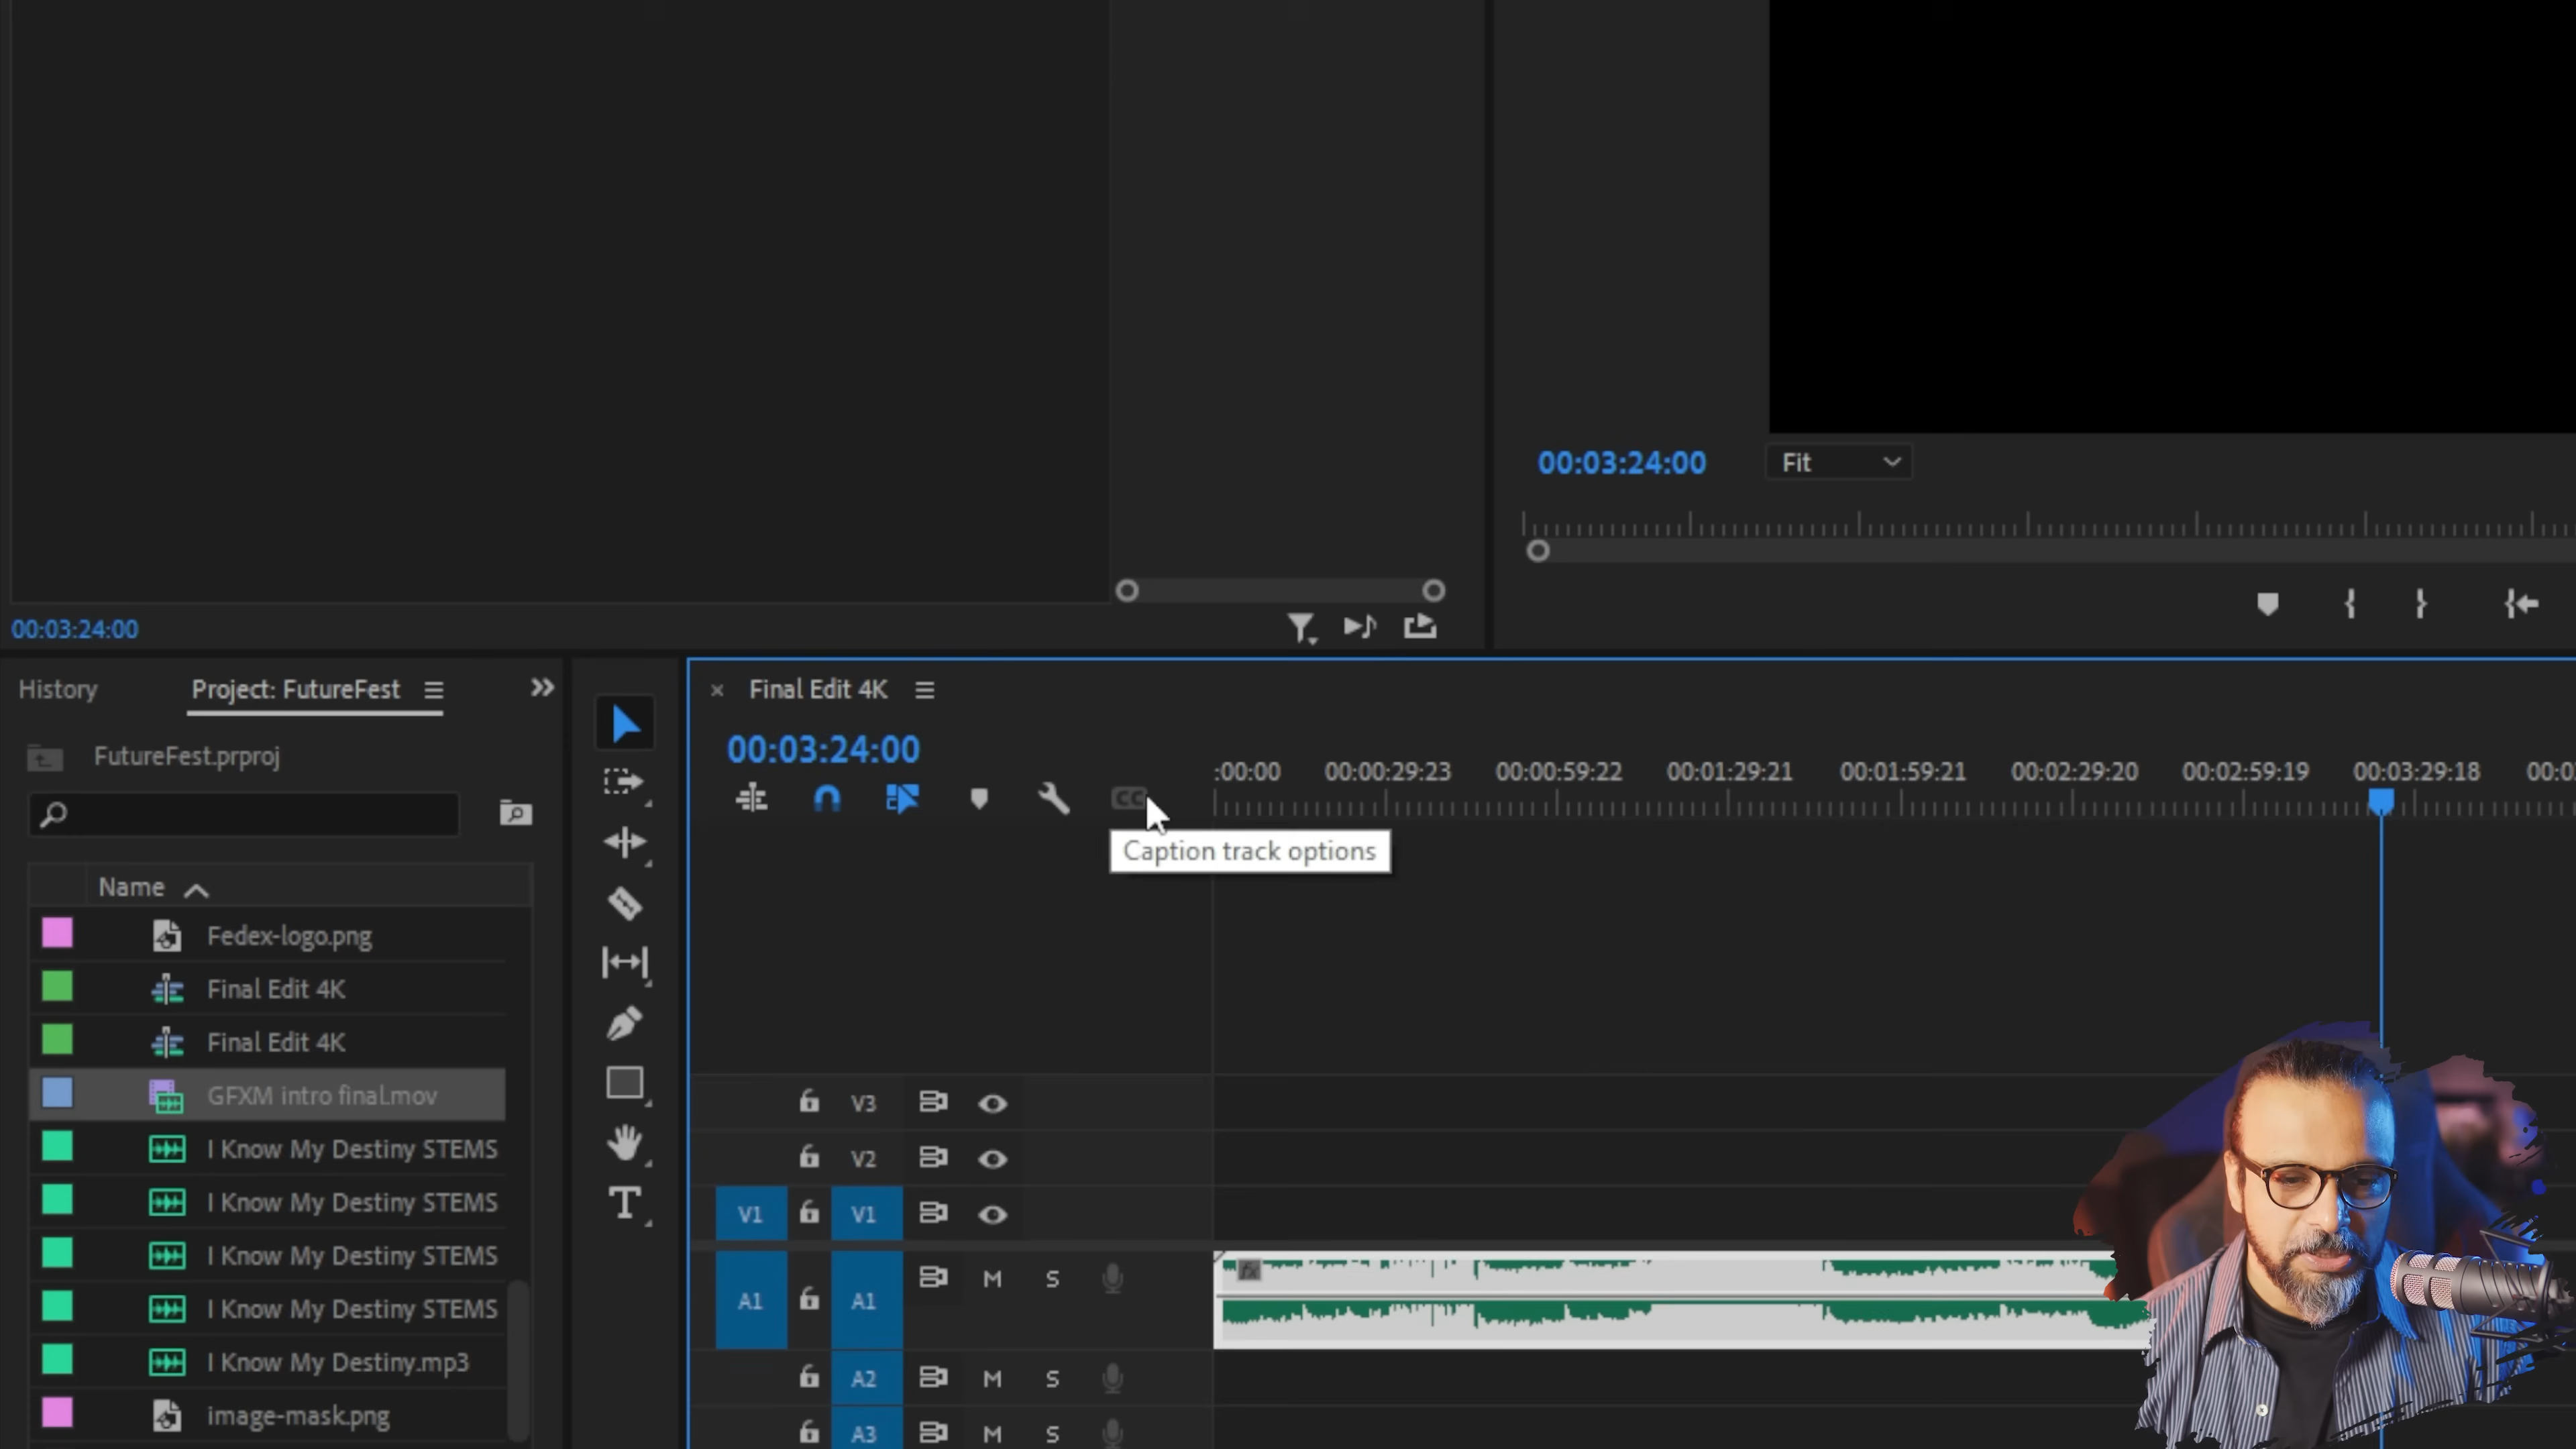 00:03:24:00
Fit
00:03:24:00
History
Project: FutureFest
FutureFest.prproj
Name
Fedex-logo.png
Final Edit 4K
Final Edit 4K
GFXM intro final.mov
I Know My Destiny STEMS
I Know My Destiny STEMS
I Know My Destiny STEMS
I Know My Destiny STEMS
I Know My Destiny.mp3
image-mask.png
T
Final Edit 4K
00:03:24:00
CC
:00:00
00:00:29:23
00:00:59:22
00:01:29:21
00:01:59:21
00:02:29:20
00:02:59:19
00:03:29:18
00:0
Caption track options
V3
V2
V1 V1
fx
A1 A1 M S
A2 M S
A3 M S